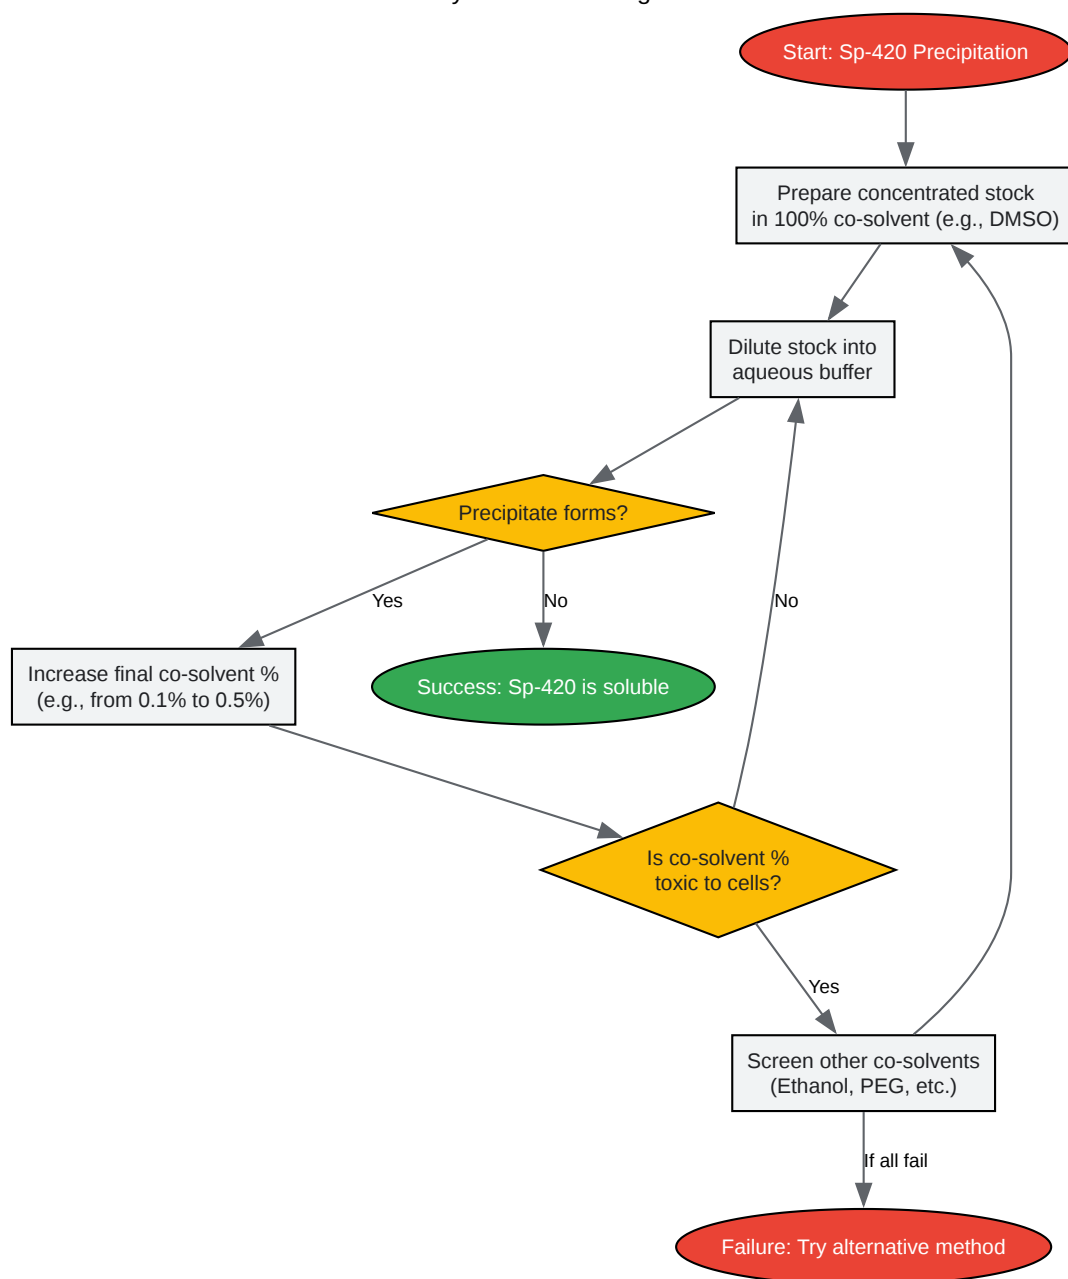 Start: Sp-420 Precipitation
Prepare concentrated stock
in 100% co-solvent (e.g., DMSO)
Dilute stock into
aqueous buffer
Precipitate forms?
Yes
No
No
Increase final co-solvent %
(e.g., from 0.1% to 0.5%)
Success: Sp-420 is soluble
Is co-solvent %
toxic to cells?
Yes
Screen other co-solvents
(Ethanol, PEG, etc.)
If all fail
Failure: Try alternative method